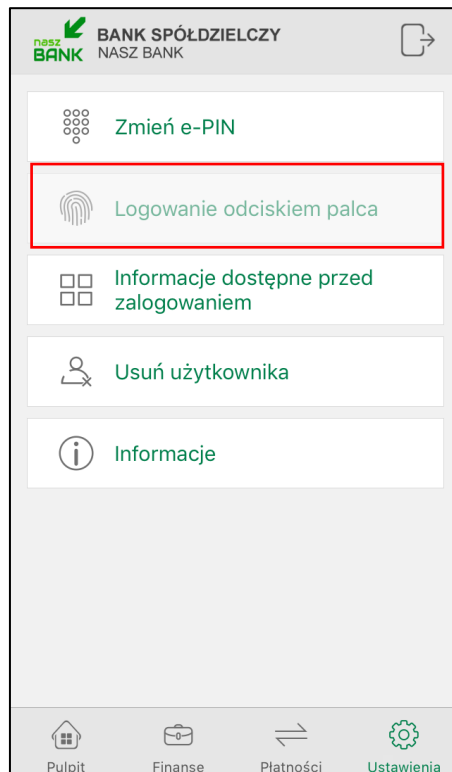 nasz
BANK
BANK SPÓŁDZIELCZY
NASZ BANK
Zmień e-PIN
Logowanie odciskiem palca
Informacje dostępne przed
zalogowaniem
Usuń użytkownika
Informacje
Pulpit
Finanse
Płatności
Ustawienia